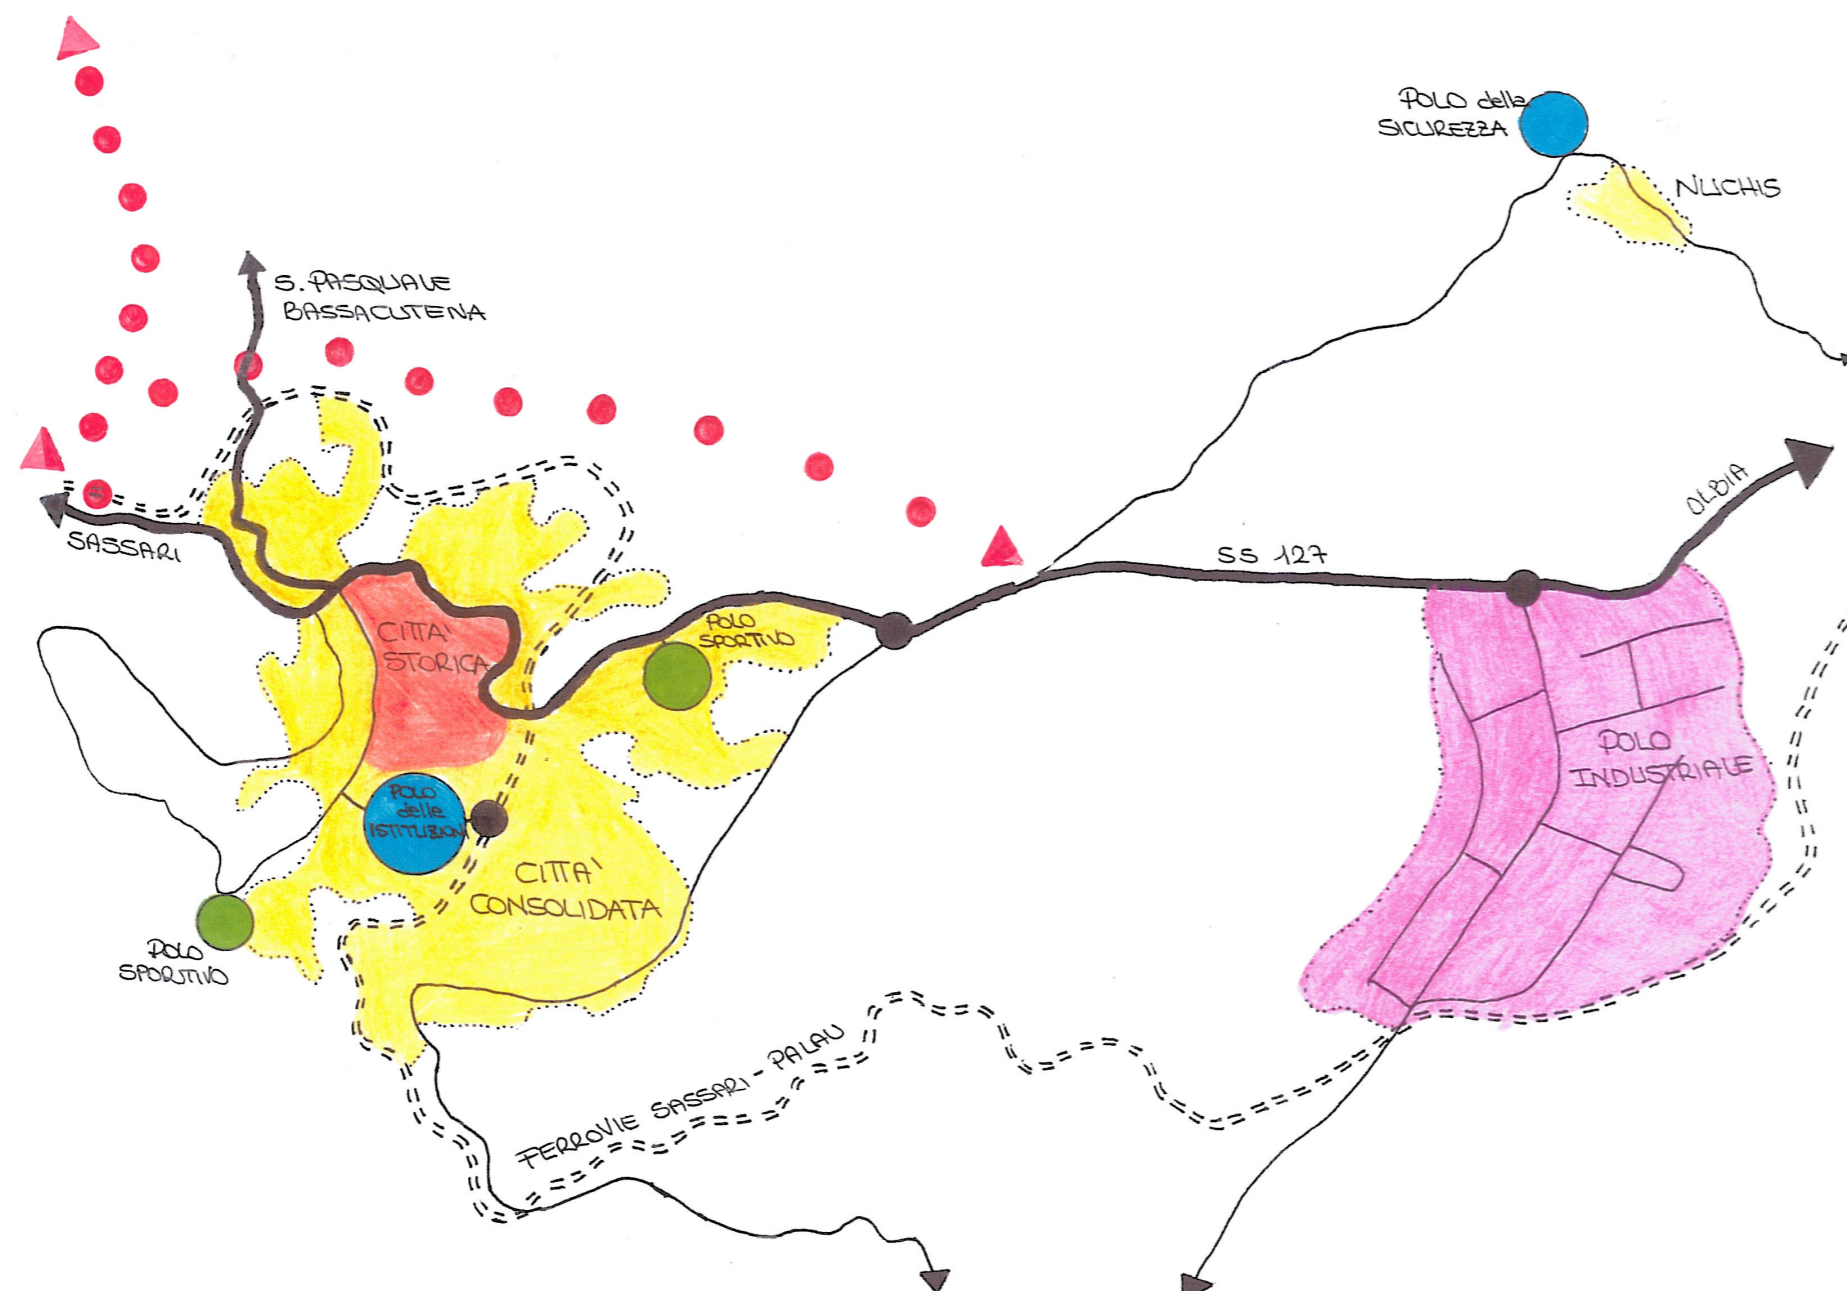 POLO della
SICUREZZA
NUCHIS
S. PASQUALE
BASSACUTENA
OLBIA
SASSARI
SS 127
CITTA'
STORICA
POLO
SPORTIVO
POLO
INDUSTRIALE
POLO
delle
ISTITUZIONI
CITTA'
CONSOLIDATA
POLO
SPORTIVO
FERROVIE SASSARI - PALAU